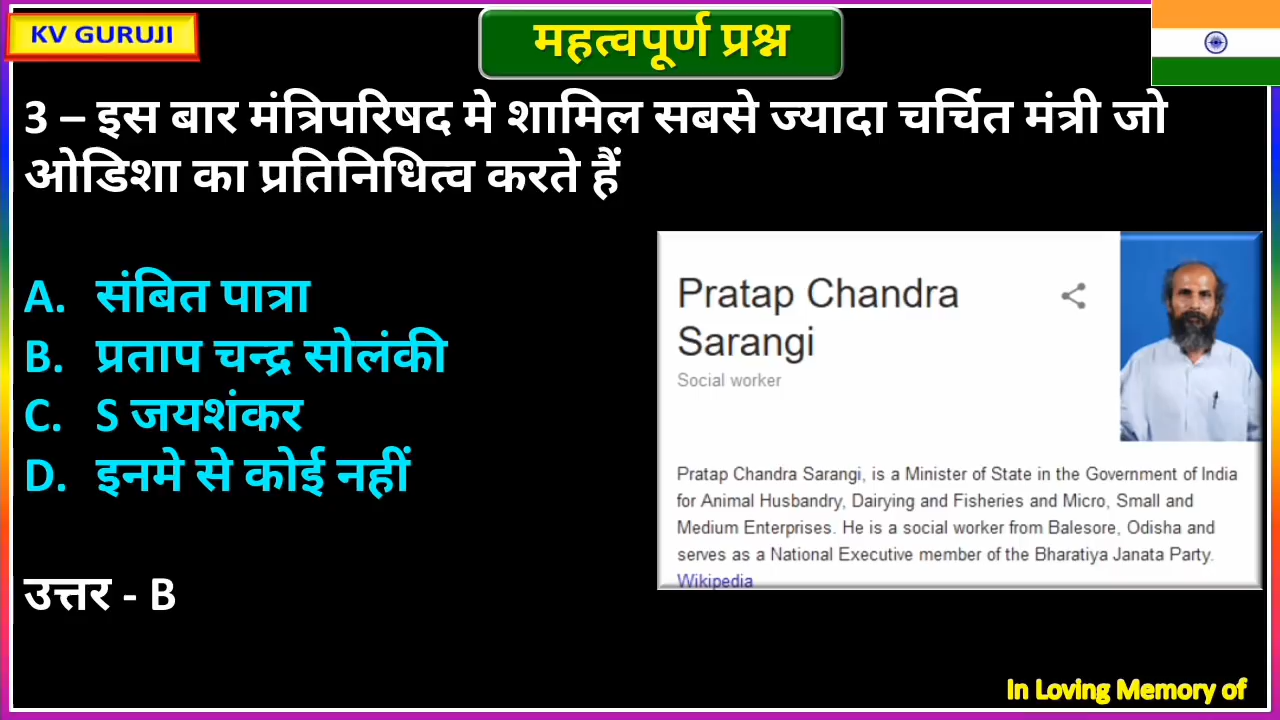 KV GURUJI
महत्वपूर्ण प्रश्न
3 – इस बार मंत्रिपरिषद मे शामिल सबसे ज्यादा चर्चित मंत्री जो
ओडिशा का प्रतिनिधित्व करते हैं
A. संबित पात्रा
B. प्रताप चन्द्र सोलंकी
C. S जयशंकर
D. इनमे से कोई नहीं
उत्तर - B
Pratap Chandra
Sarangi
Social worker
Pratap Chandra Sarangi, is a Minister of State in the Government of India
for Animal Husbandry, Dairying and Fisheries and Micro, Small and
Medium Enterprises. He is a social worker from Balesore, Odisha and
serves as a National Executive member of the Bharatiya Janata Party.
Wikipedia
In Loving Memory of